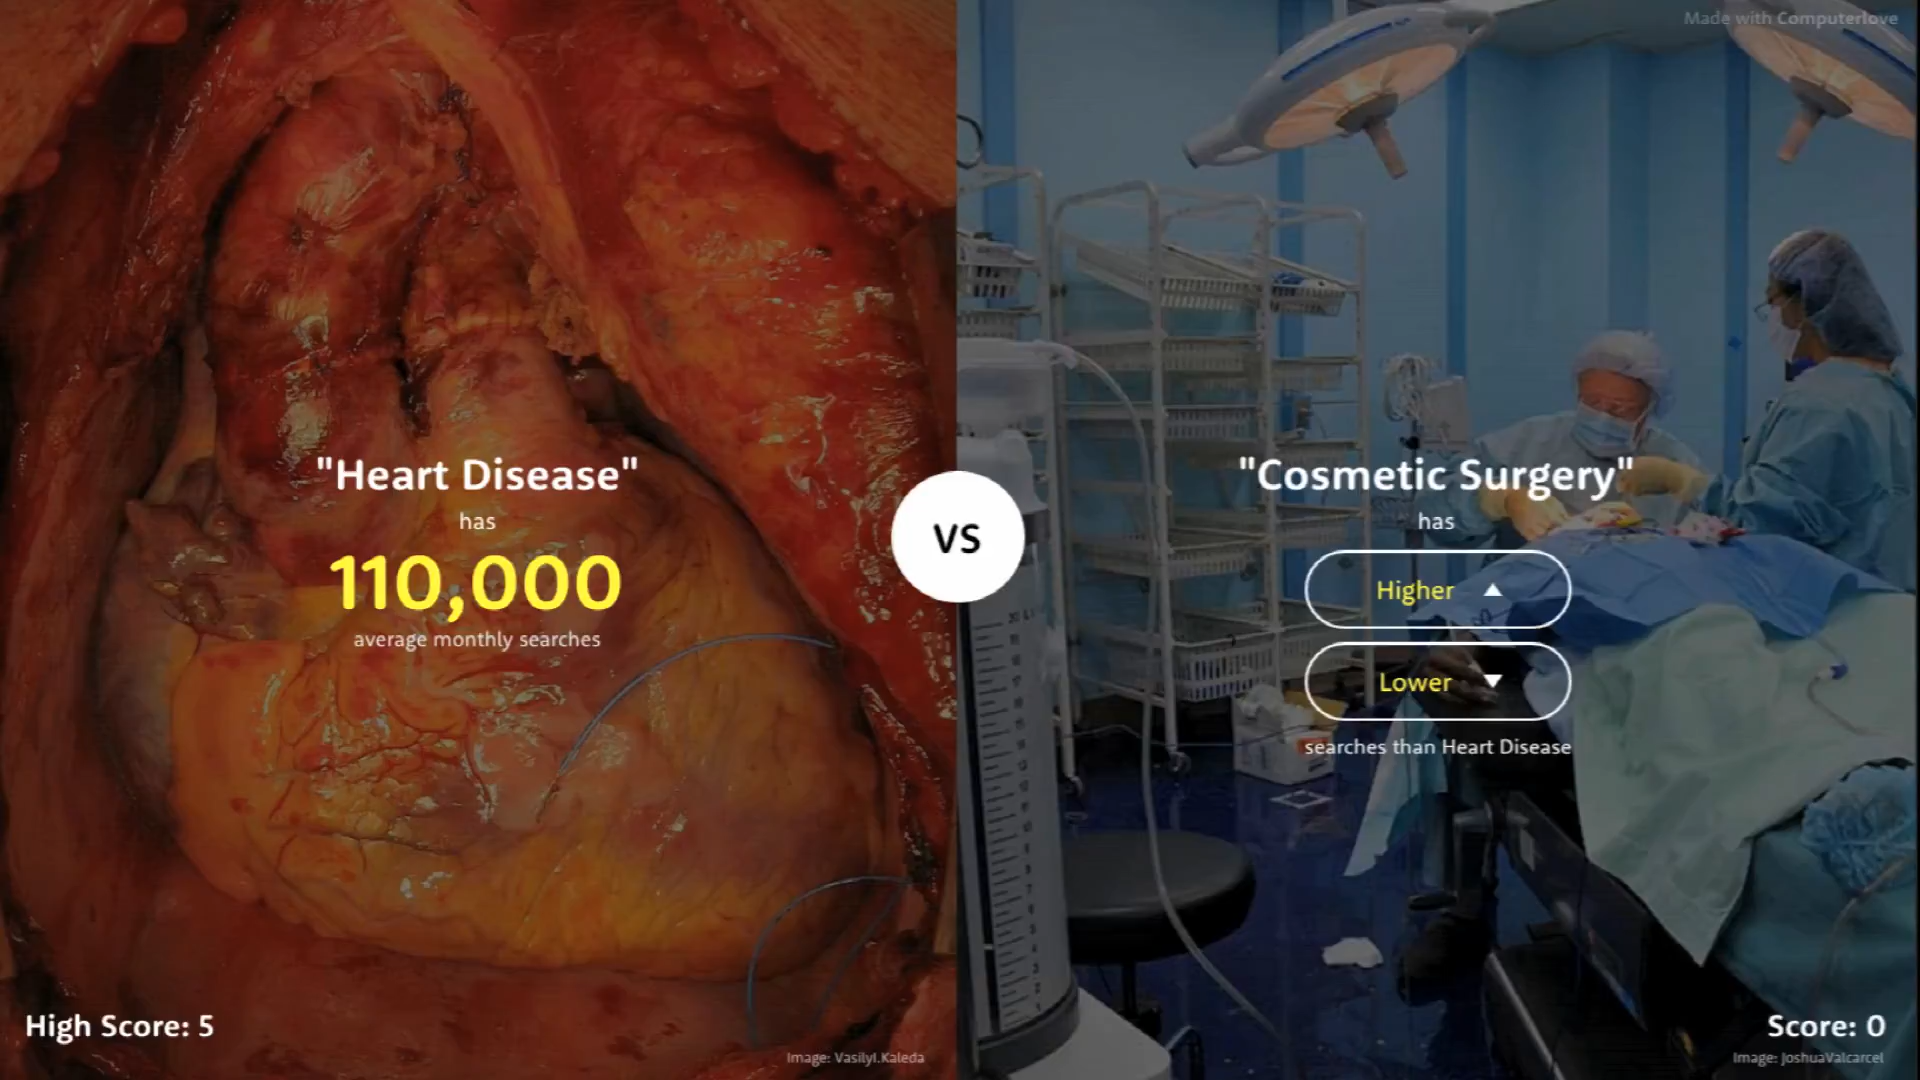 Made with Computerlove
"Heart Disease"
has
110,000
average monthly searches
VS
"Cosmetic Surgery"
has
Higher ▲
Lower ▼
searches than Heart Disease
High Score: 5
Score: 0
Image: VasilyI.Kaleda
Image: JoshuaValcarcel